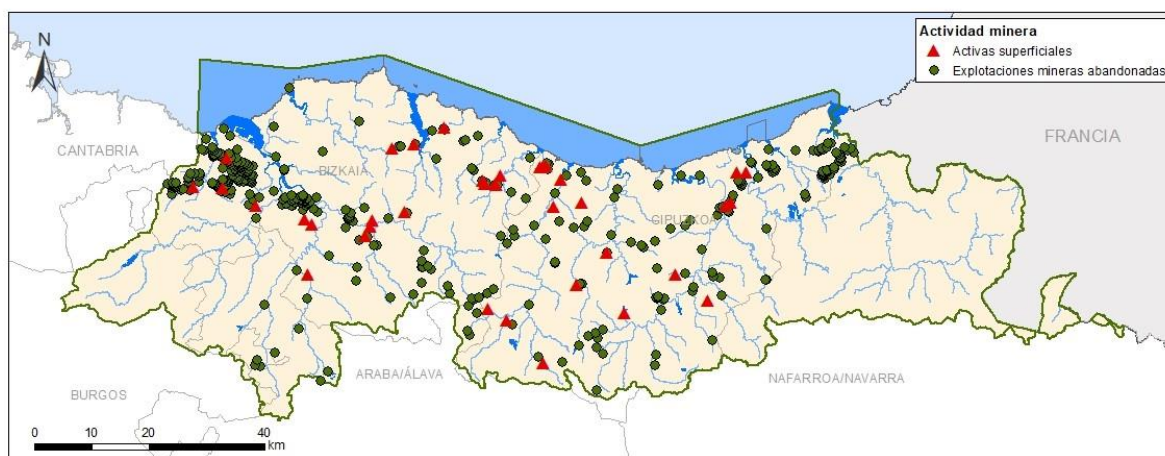 Actividad minera
Activas superficiales
Explotaciones mineras abandonadas
N
FRANCIA
CANTABRIA
BIZKAIA
GIPUZKOA
ARABA/ÁLAVA
NAFARROA/NAVARRA
BURGOS
0 10 20 40
km